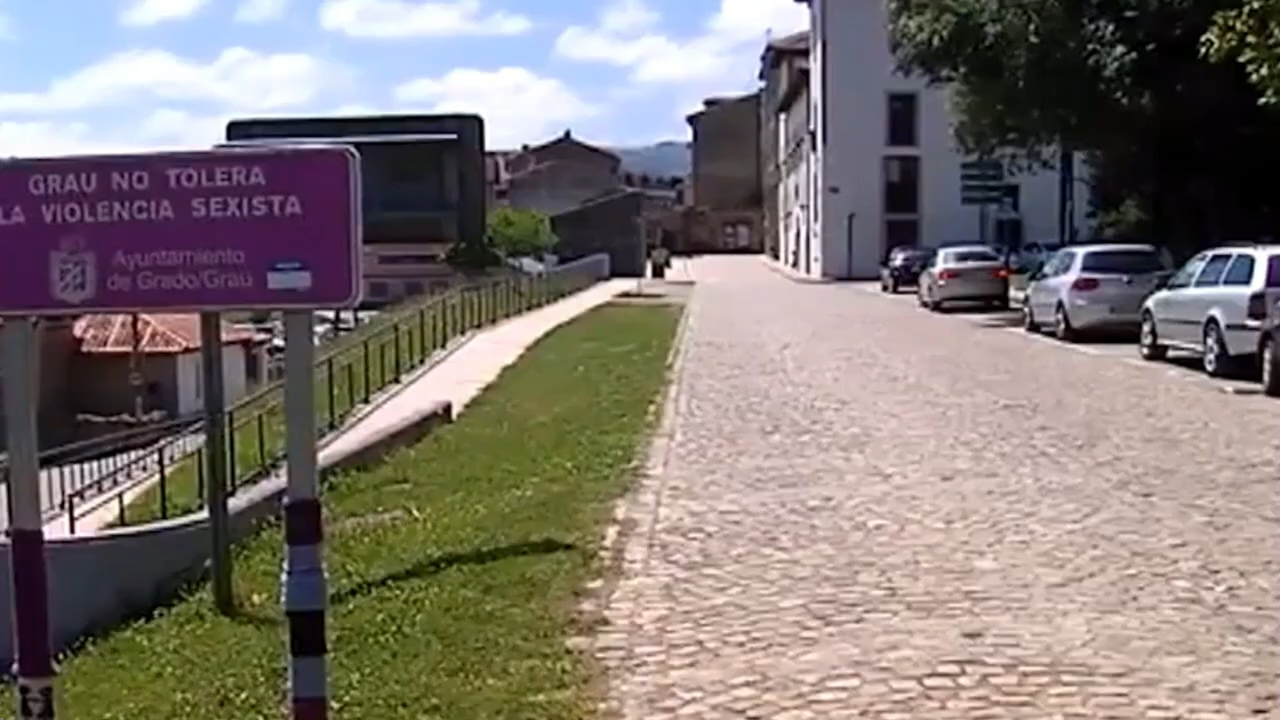 GRAU NO TOLERA
LA VIOLENCIA SEXISTA
Ayuntamiento
de Grado/Grau